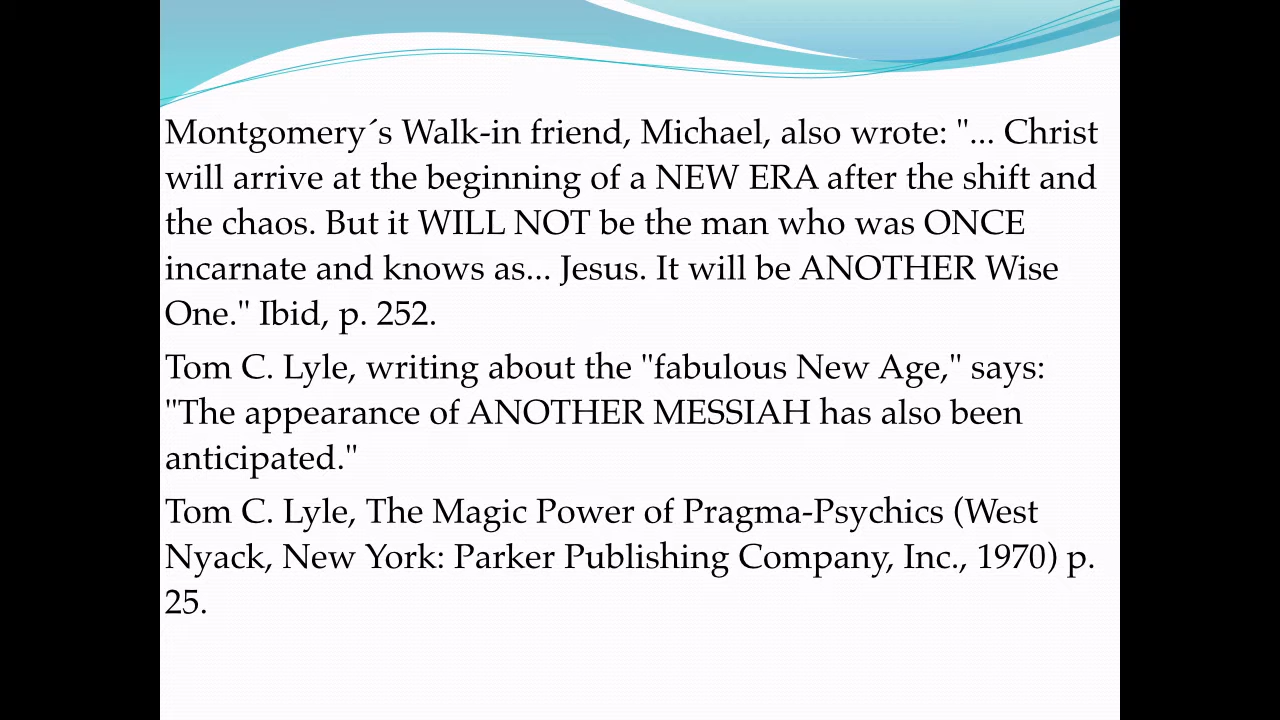 Montgomery´s Walk-in friend, Michael, also wrote: "... Christ
will arrive at the beginning of a NEW ERA after the shift and
the chaos. But it WILL NOT be the man who was ONCE
incarnate and knows as... Jesus. It will be ANOTHER Wise
One." Ibid, p. 252.
Tom C. Lyle, writing about the "fabulous New Age," says:
"The appearance of ANOTHER MESSIAH has also been
anticipated."
Tom C. Lyle, The Magic Power of Pragma-Psychics (West
Nyack, New York: Parker Publishing Company, Inc., 1970) p.
25.